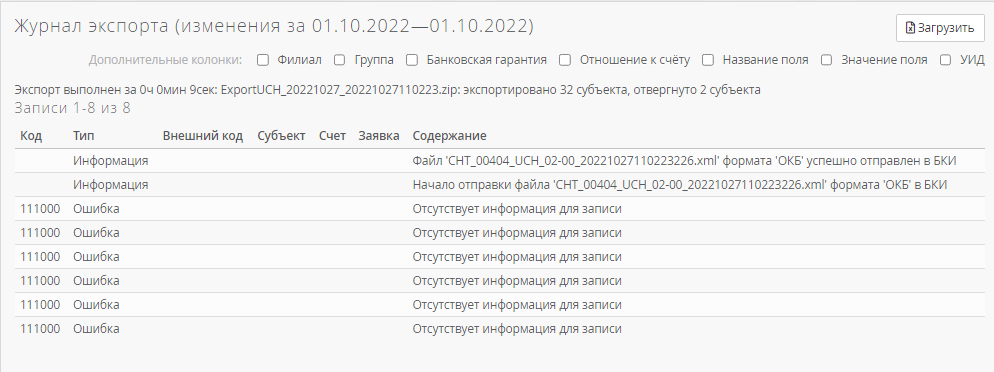 Журнал экспорта (изменения за 01.10.2022—01.10.2022)
Загрузить
Дополнительные колонки: Филиал Группа Банковская гарантия Отношение к счёту Название поля Значение поля УИД
Экспорт выполнен за 0ч 0мин 9сек: ExportUCH_20221027_20221027110223.zip: экспортировано 32 субъекта, отвергнуто 2 субъекта
Записи 1-8 из 8
Код Тип Внешний код Субъект Счет Заявка Содержание
Информация Файл 'CHT_00404_UCH_02-00_20221027110223226.xml' формата 'ОКБ' успешно отправлен в БКИ
Информация Начало отправки файла 'CHT_00404_UCH_02-00_20221027110223226.xml' формата 'ОКБ' в БКИ
111000 Ошибка Отсутствует информация для записи
111000 Ошибка Отсутствует информация для записи
111000 Ошибка Отсутствует информация для записи
111000 Ошибка Отсутствует информация для записи
111000 Ошибка Отсутствует информация для записи
111000 Ошибка Отсутствует информация для записи